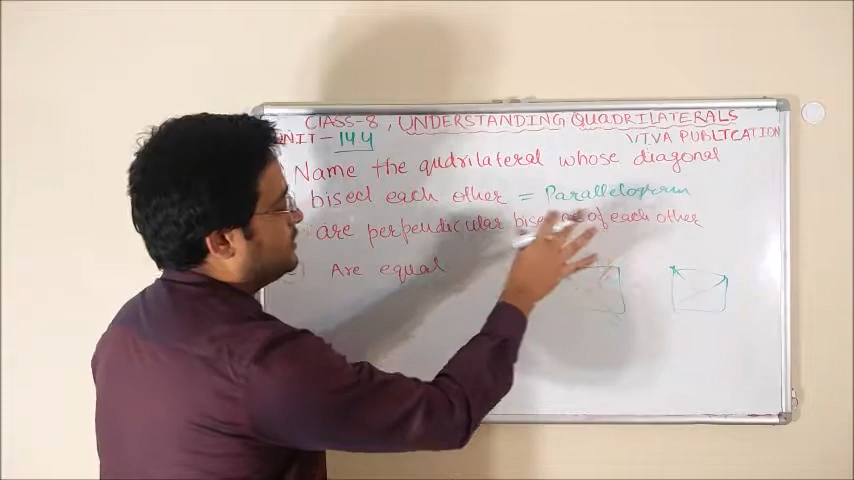 CLASS-8, UNDERSTANDING QUADRILATERALS
UNIT- 14.4 VIVA PUBLICATION
Name the qudrilateral whose diagonal
bisect each other = Parallelogram
are perpendicular of each other
c) Are equal